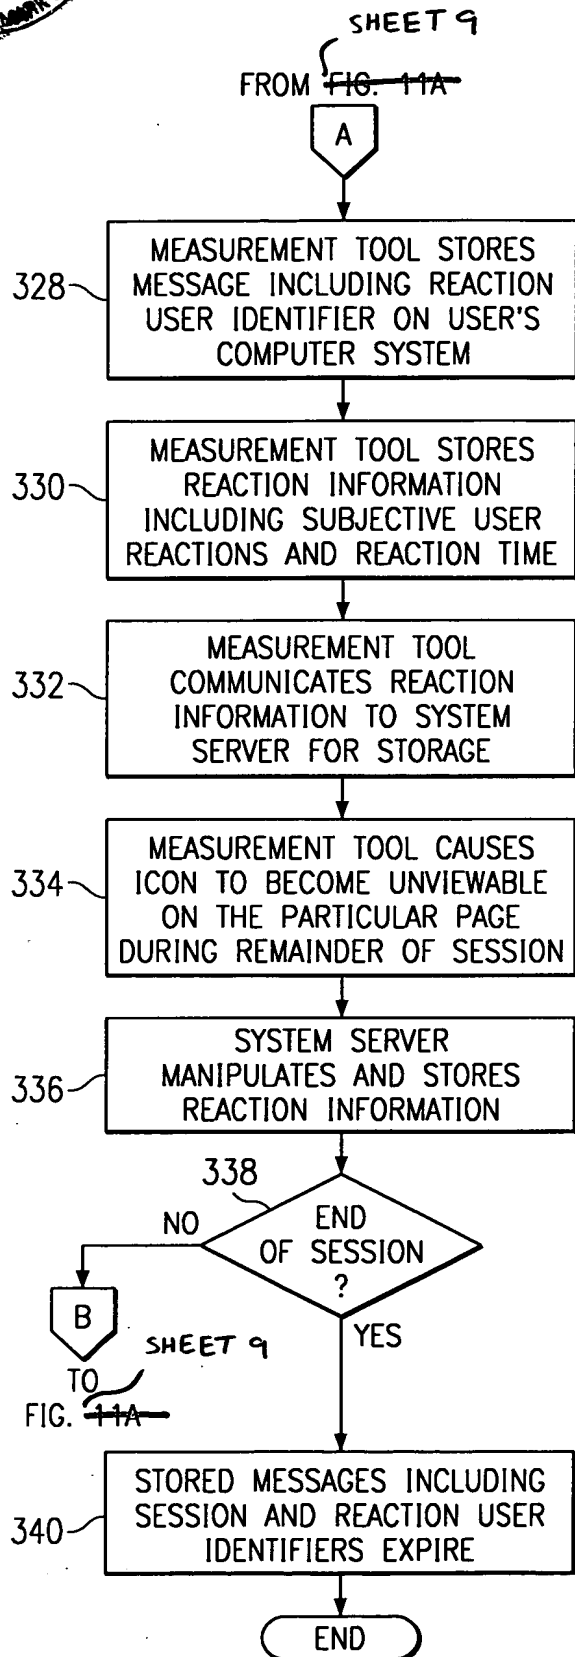 MARK
SHEET 9
FROM FIG. 11A
A
328
MEASUREMENT TOOL STORES
MESSAGE INCLUDING REACTION
USER IDENTIFIER ON USER'S
COMPUTER SYSTEM
330
MEASUREMENT TOOL STORES
REACTION INFORMATION
INCLUDING SUBJECTIVE USER
REACTIONS AND REACTION TIME
332
MEASUREMENT TOOL
COMMUNICATES REACTION
INFORMATION TO SYSTEM
SERVER FOR STORAGE
334
MEASUREMENT TOOL CAUSES
ICON TO BECOME UNVIEWABLE
ON THE PARTICULAR PAGE
DURING REMAINDER OF SESSION
336
SYSTEM SERVER
MANIPULATES AND STORES
REACTION INFORMATION
338
END
OF SESSION
?
NO
YES
B
SHEET 9
TO
FIG. 11A
340
STORED MESSAGES INCLUDING
SESSION AND REACTION USER
IDENTIFIERS EXPIRE
END